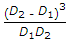 (D₂ - D₁)³
D₁D₂